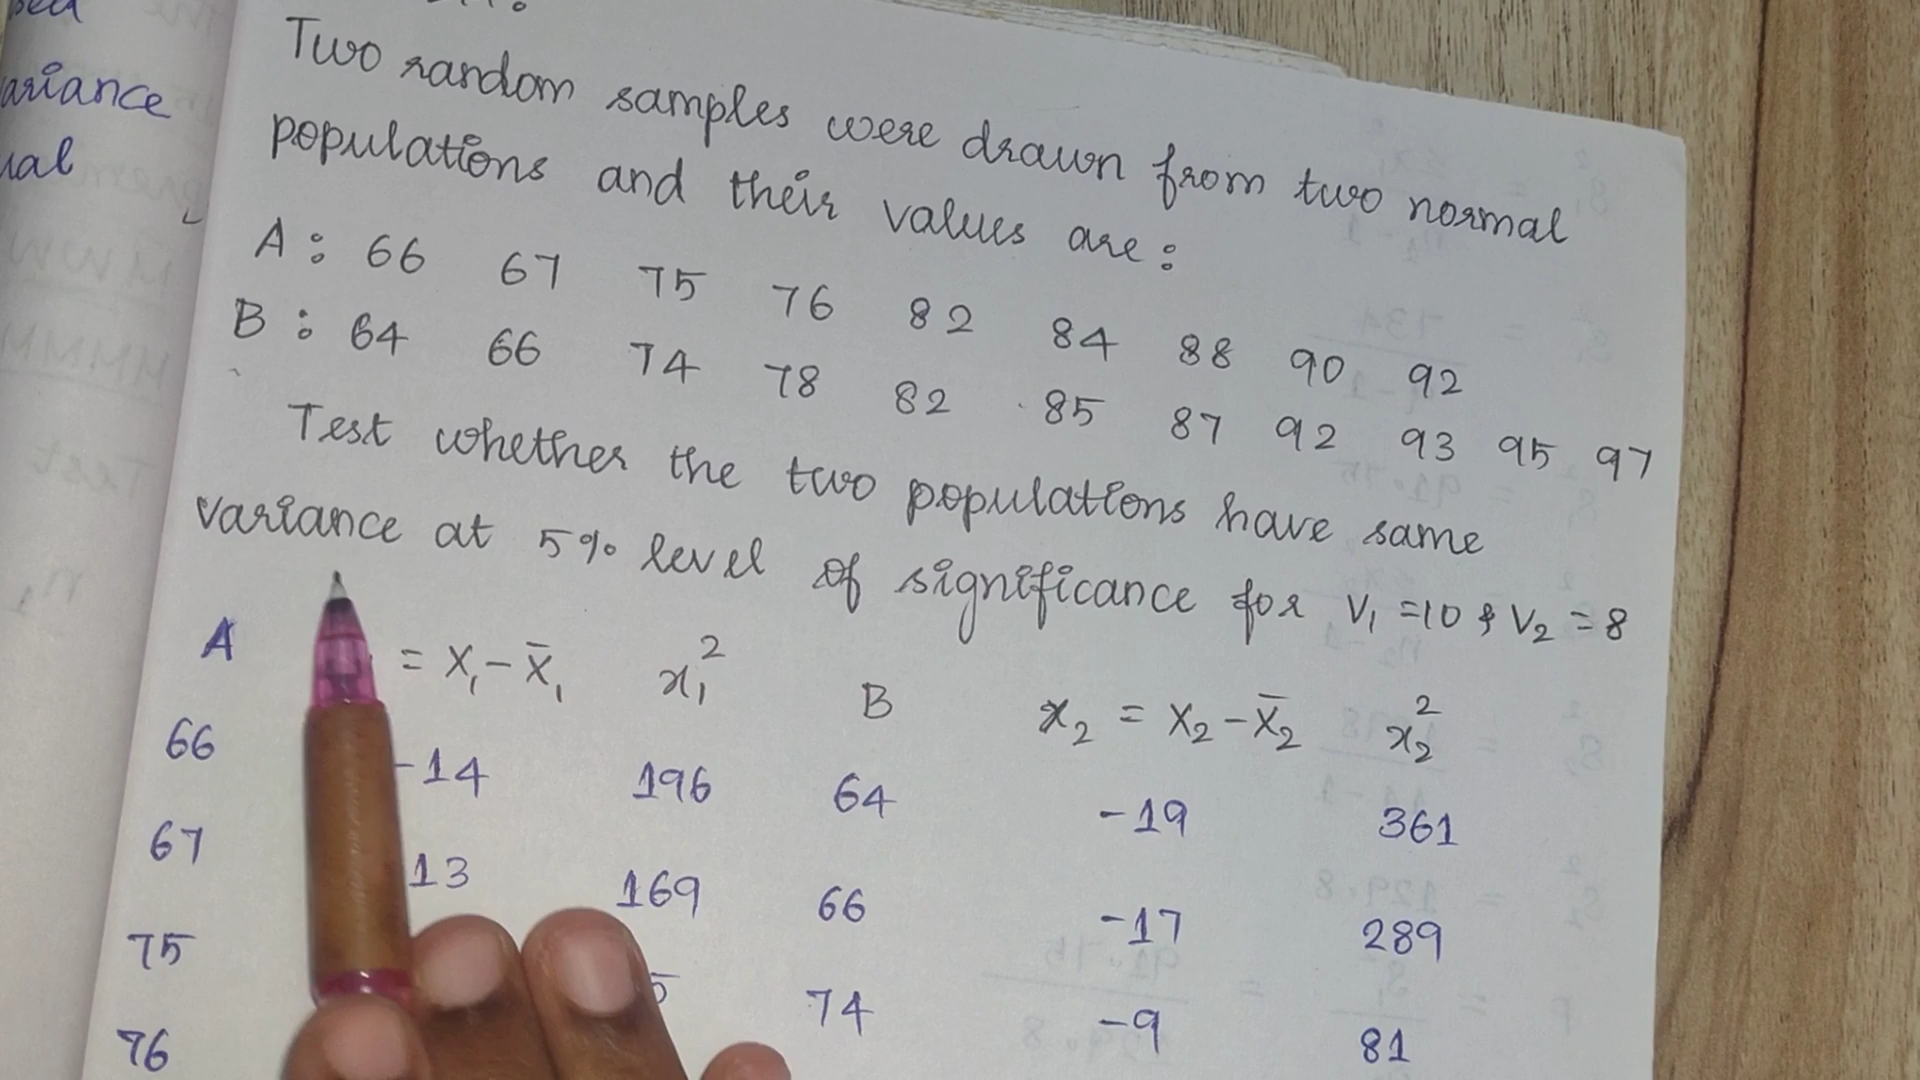 ariance
Two random samples were drawn from two normal
populations and their values are :
A : 66 67 75 76 82 84 88 90 92
B : 64 66 74 78 82 85 87 92 93 95 97
Test whether the two populations have same
variance at 5% level of significance for V₁ = 10 & V₂ = 8
A = X₁ - X̄₁ x₁² B x₂ = X₂ - X̄₂ x₂²
66 -14 196 64 -19 361
67 13 169 66 -17 289
75 74 -9 81
76